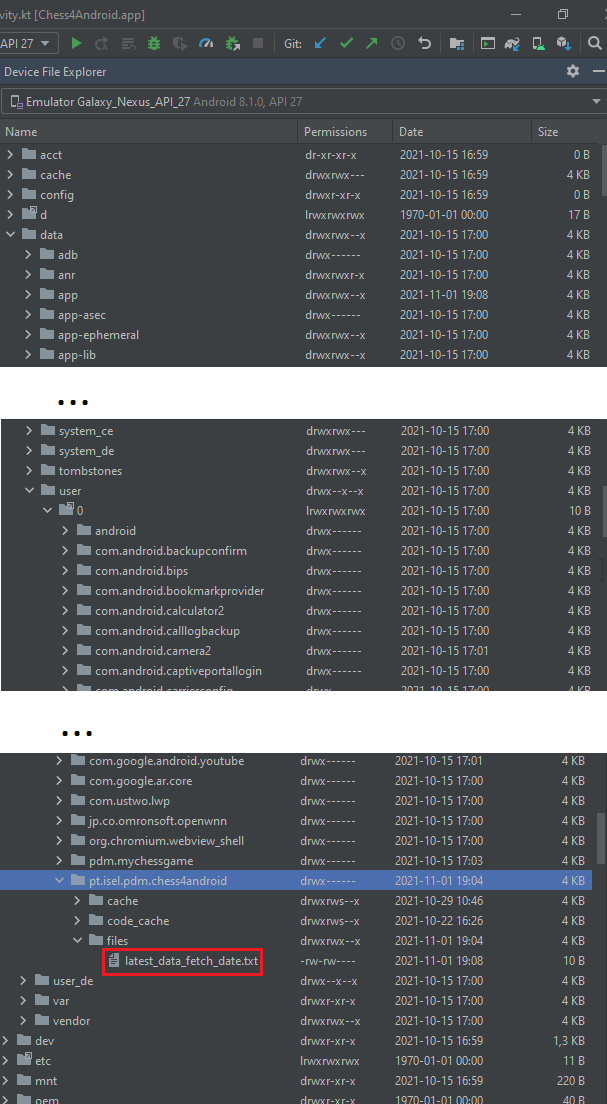 vity.kt [Chess4Android.app]
API 27 Git:
Device File Explorer
Emulator Galaxy_Nexus_API_27 Android 8.1.0, API 27
Name Permissions Date Size
acct dr-xr-xr-x 2021-10-15 16:59 0 B
cache drwxrwx--- 2021-10-15 16:59 4 KB
config drwxr-xr-x 2021-10-15 16:59 0 B
d lrwxrwxrwx 1970-01-01 00:00 17 B
data drwxrwx--x 2021-10-15 17:00 4 KB
adb drwx------ 2021-10-15 17:00 4 KB
anr drwxrwxr-x 2021-10-15 17:00 4 KB
app drwxrwx--x 2021-11-01 19:08 4 KB
app-asec drwx------ 2021-10-15 17:00 4 KB
app-ephemeral drwxrwx--x 2021-10-15 17:00 4 KB
app-lib drwxrwx--x 2021-10-15 17:00 4 KB
...
system_ce drwxrwx--- 2021-10-15 17:00 4 KB
system_de drwxrwx--- 2021-10-15 17:00 4 KB
tombstones drwxrwx--x 2021-10-15 17:00 4 KB
user drwx--x--x 2021-10-15 17:00 4 KB
0 lrwxrwxrwx 2021-10-15 17:00 10 B
android drwx------ 2021-10-15 17:00 4 KB
com.android.backupconfirm drwx------ 2021-10-15 17:00 4 KB
com.android.bips drwx------ 2021-10-15 17:00 4 KB
com.android.bookmarkprovider drwx------ 2021-10-15 17:00 4 KB
com.android.calculator2 drwx------ 2021-10-15 17:00 4 KB
com.android.calllogbackup drwx------ 2021-10-15 17:00 4 KB
com.android.camera2 drwx------ 2021-10-15 17:01 4 KB
com.android.captiveportallogin drwx------ 2021-10-15 17:00 4 KB
com.android.carrierconfig drwx------ 2021-10-15 17:00 4 KB
...
com.google.android.youtube drwx------ 2021-10-15 17:01 4 KB
com.google.ar.core drwx------ 2021-10-15 17:00 4 KB
com.ustwo.lwp drwx------ 2021-10-15 17:00 4 KB
jp.co.omronsoft.openwnn drwx------ 2021-10-15 17:00 4 KB
org.chromium.webview_shell drwx------ 2021-10-15 17:00 4 KB
pdm.mychessgame drwx------ 2021-10-15 17:03 4 KB
pt.isel.pdm.chess4android drwx------ 2021-11-01 19:04 4 KB
cache drwxrws--x 2021-10-29 10:46 4 KB
code_cache drwxrws--x 2021-10-22 16:26 4 KB
files drwxrwx--x 2021-11-01 19:04 4 KB
latest_data_fetch_date.txt -rw-rw---- 2021-11-01 19:08 10 B
user_de drwx--x--x 2021-10-15 17:00 4 KB
var drwxr-xr-x 2021-10-15 17:00 4 KB
vendor drwxrwx--x 2021-10-15 17:00 4 KB
dev drwxr-xr-x 2021-10-15 16:59 1,3 KB
etc lrwxrwxrwx 1970-01-01 00:00 11 B
mnt drwxr-xr-x 2021-10-15 16:59 220 B
oem drwxr-xr-x 2021-10-15 16:59 40 B